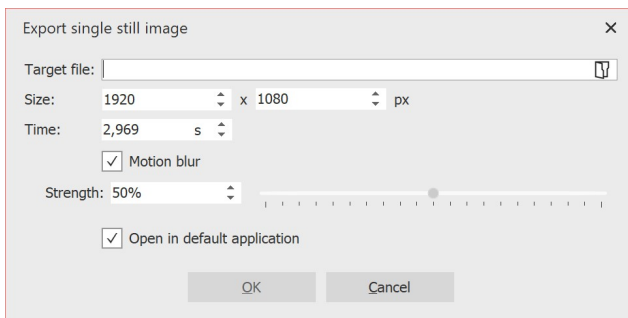 Export single still image
Target file:
Size: 1920 x 1080 px
Time: 2,969 s
Motion blur
Strength: 50%
Open in default application
OK Cancel